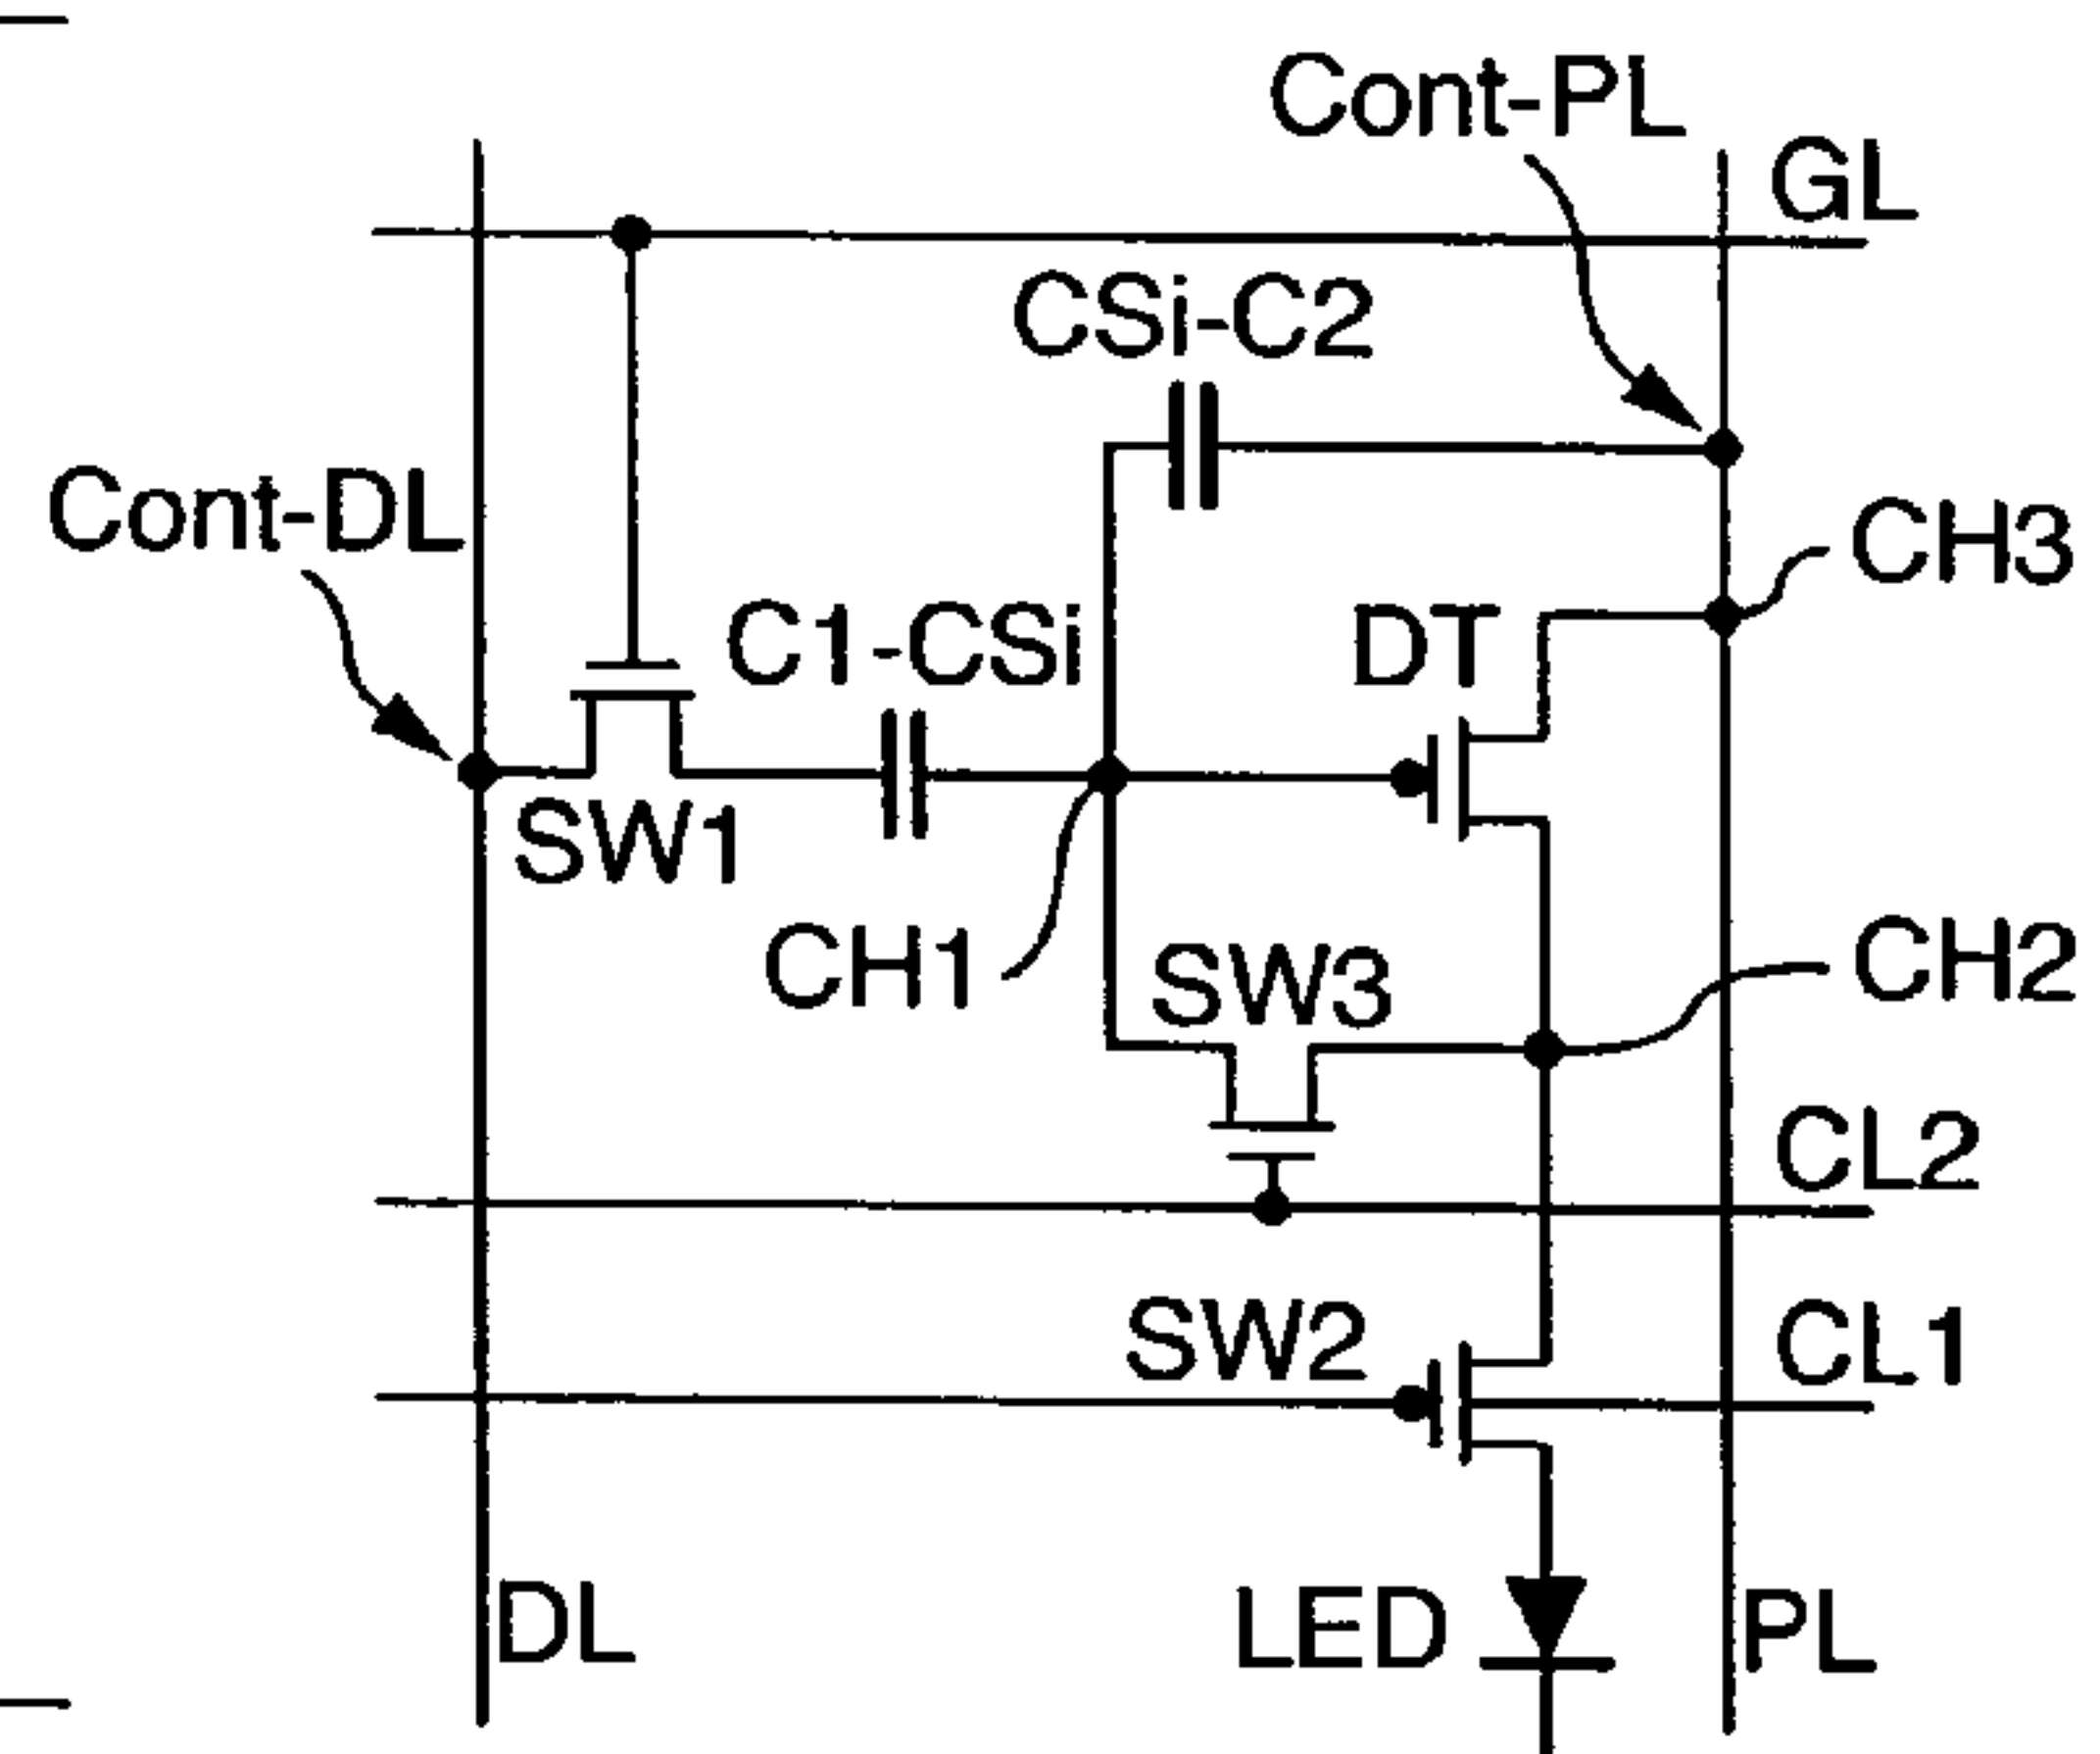 Cont-PL
GL
CSi-C2
Cont-DL
CH3
C1-CSi
DT
SW1
CH1
SW3
CH2
CL2
SW2
CL1
DL
LED
PL